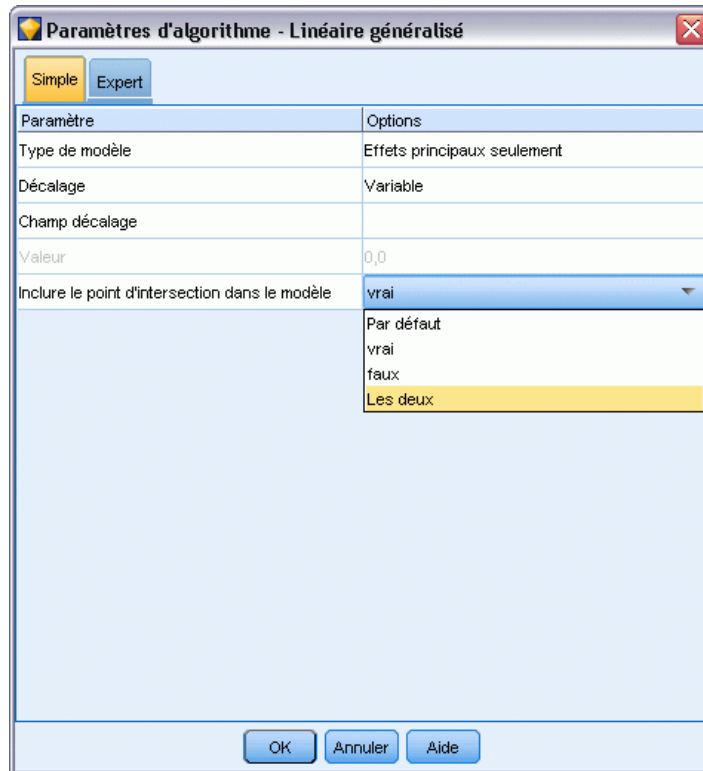 Paramètres d'algorithme - Linéaire généralisé
Simple Expert
Paramètre Options
Type de modèle Effets principaux seulement
Décalage Variable
Champ décalage
Valeur 0,0
Inclure le point d'intersection dans le modèle vrai
Par défaut
vrai
faux
Les deux
OK Annuler Aide